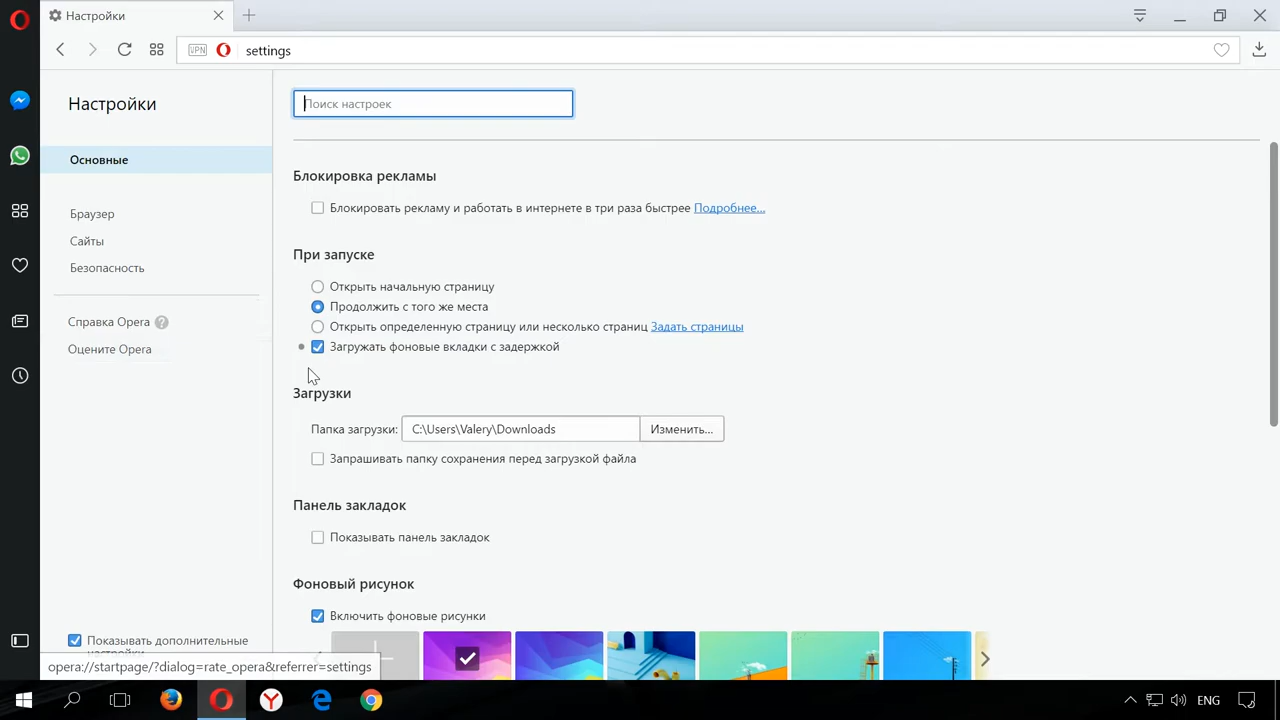 Настройки
VPN
settings
Настройки
Поиск настроек
Основные
Браузер
Сайты
Безопасность
Справка Opera ?
Оцените Opera
Блокировка рекламы
Блокировать рекламу и работать в интернете в три раза быстрее Подробнее...
При запуске
Открыть начальную страницу
Продолжить с того же места
Открыть определенную страницу или несколько страниц Задать страницы
Загружать фоновые вкладки с задержкой
Загрузки
Папка загрузки: C:\Users\Valery\Downloads Изменить...
Запрашивать папку сохранения перед загрузкой файла
Панель закладок
Показывать панель закладок
Фоновый рисунок
Включить фоновые рисунки
Показывать дополнительные
opera://startpage/?dialog=rate_opera&referrer=settings
ENG